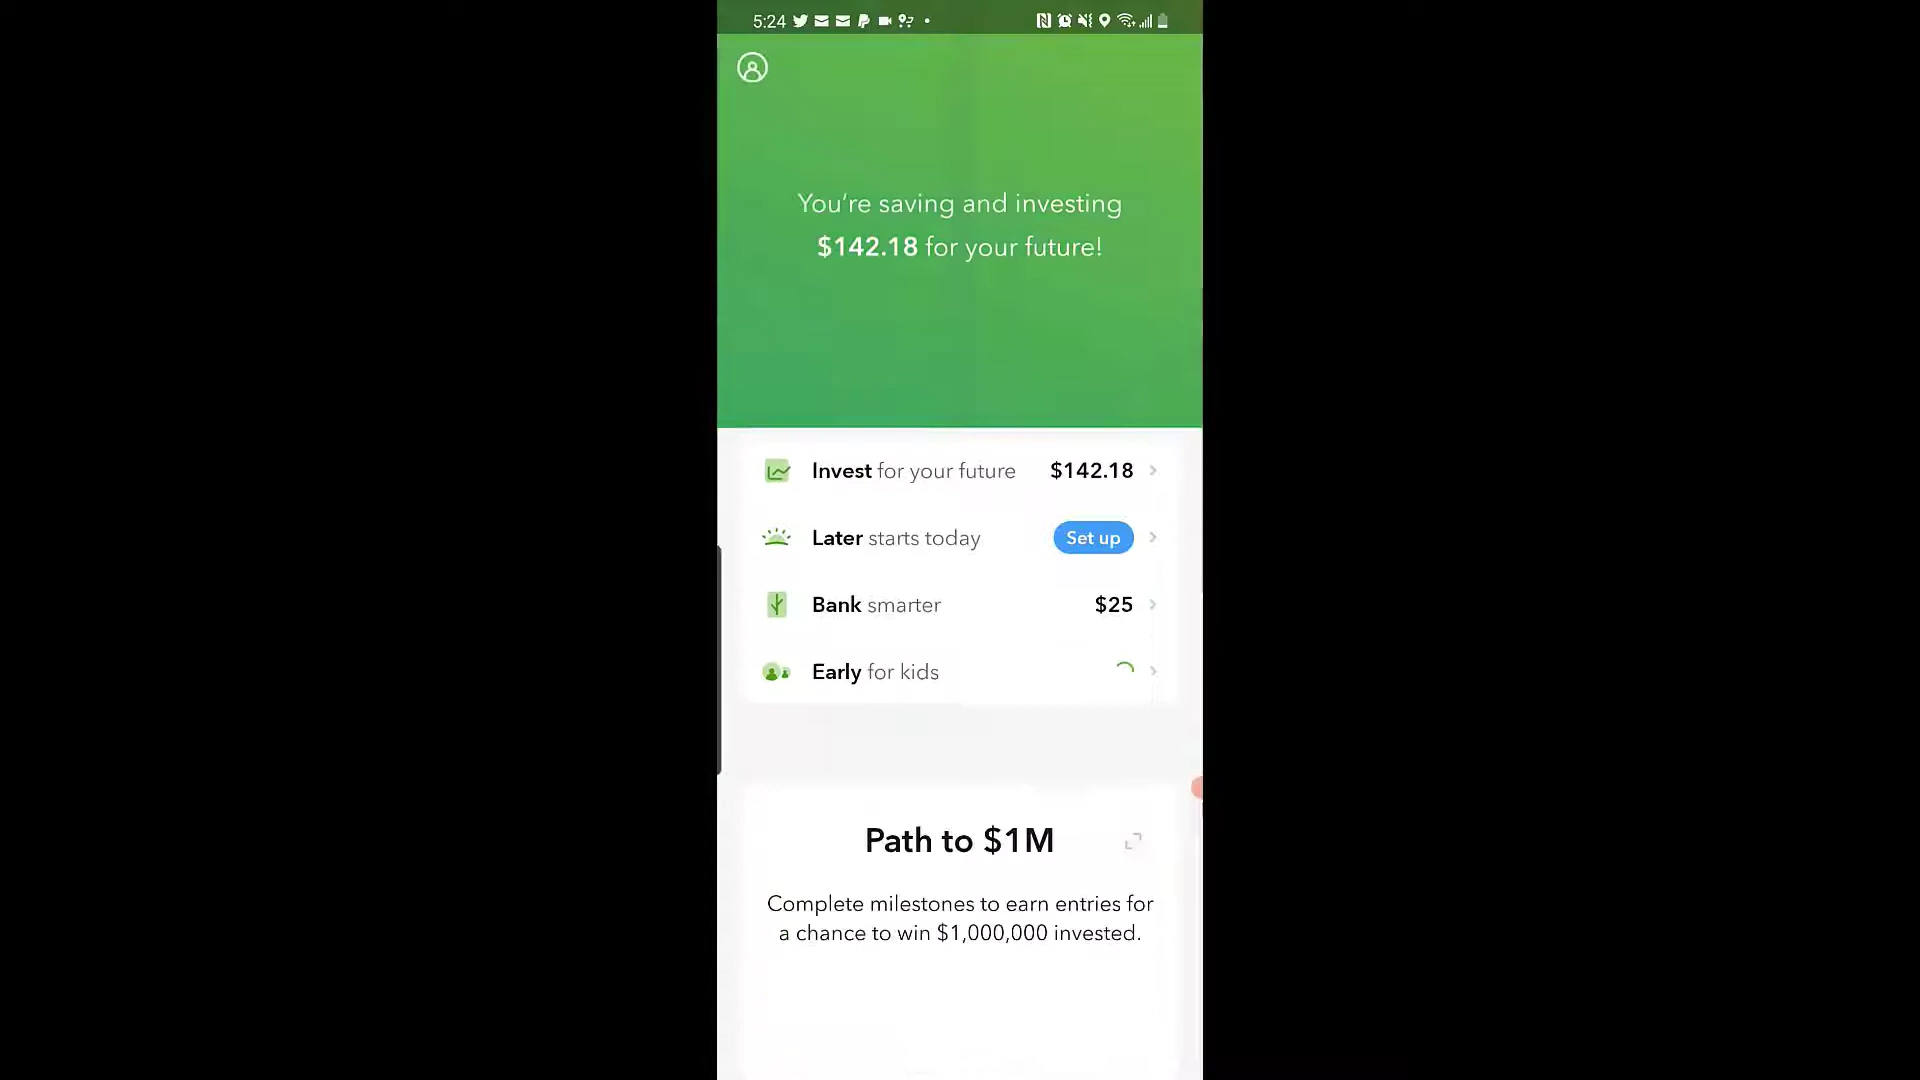 5:24
You're saving and investing
$142.18 for your future!
Invest for your future $142.18
Later starts today Set up
Bank smarter $25
Early for kids
Path to $1M
Complete milestones to earn entries for
a chance to win $1,000,000 invested.